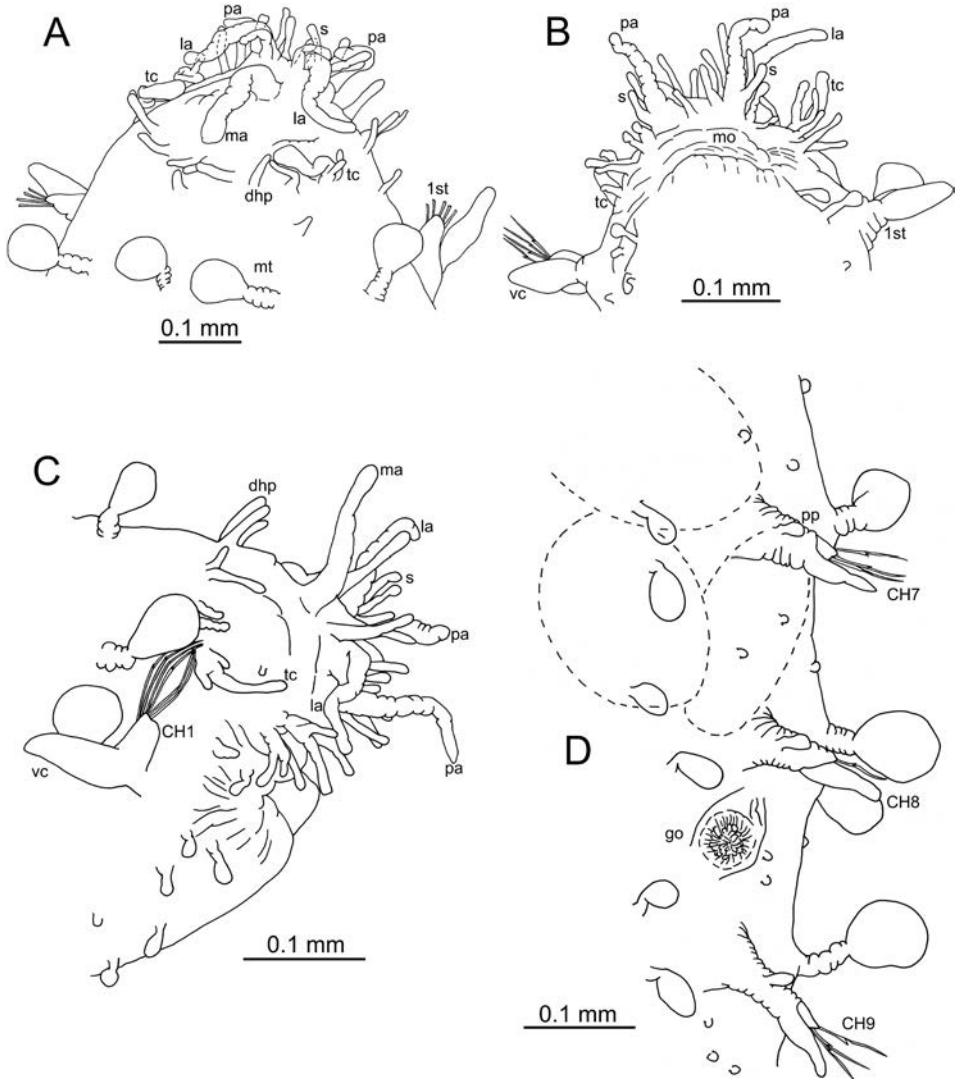 A
pa
s
pa
la
tc
la
ma
dhp
tc
1st
mt
0.1 mm
B
pa
pa
la
s
s
tc
mo
tc
1st
vc
0.1 mm
C
dhp
ma
la
s
pa
tc
la
CH1
vc
pa
0.1 mm
pp
CH7
D
CH8
go
CH9
0.1 mm